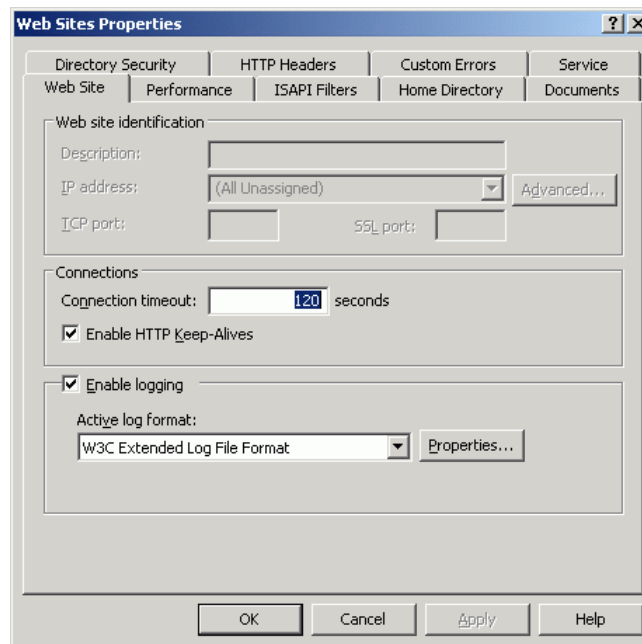 Web Sites Properties
Directory Security HTTP Headers Custom Errors Service
Web Site Performance ISAPI Filters Home Directory Documents
Web site identification
Description:
IP address: (All Unassigned) Advanced...
TCP port: SSL port:
Connections
Connection timeout: 120 seconds
Enable HTTP Keep-Alives
Enable logging
Active log format:
W3C Extended Log File Format Properties...
OK Cancel Apply Help